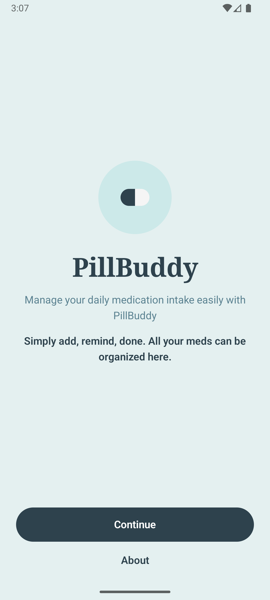 3:07
PillBuddy
Manage your daily medication intake easily with
PillBuddy
Simply add, remind, done. All your meds can be
organized here.
Continue
About